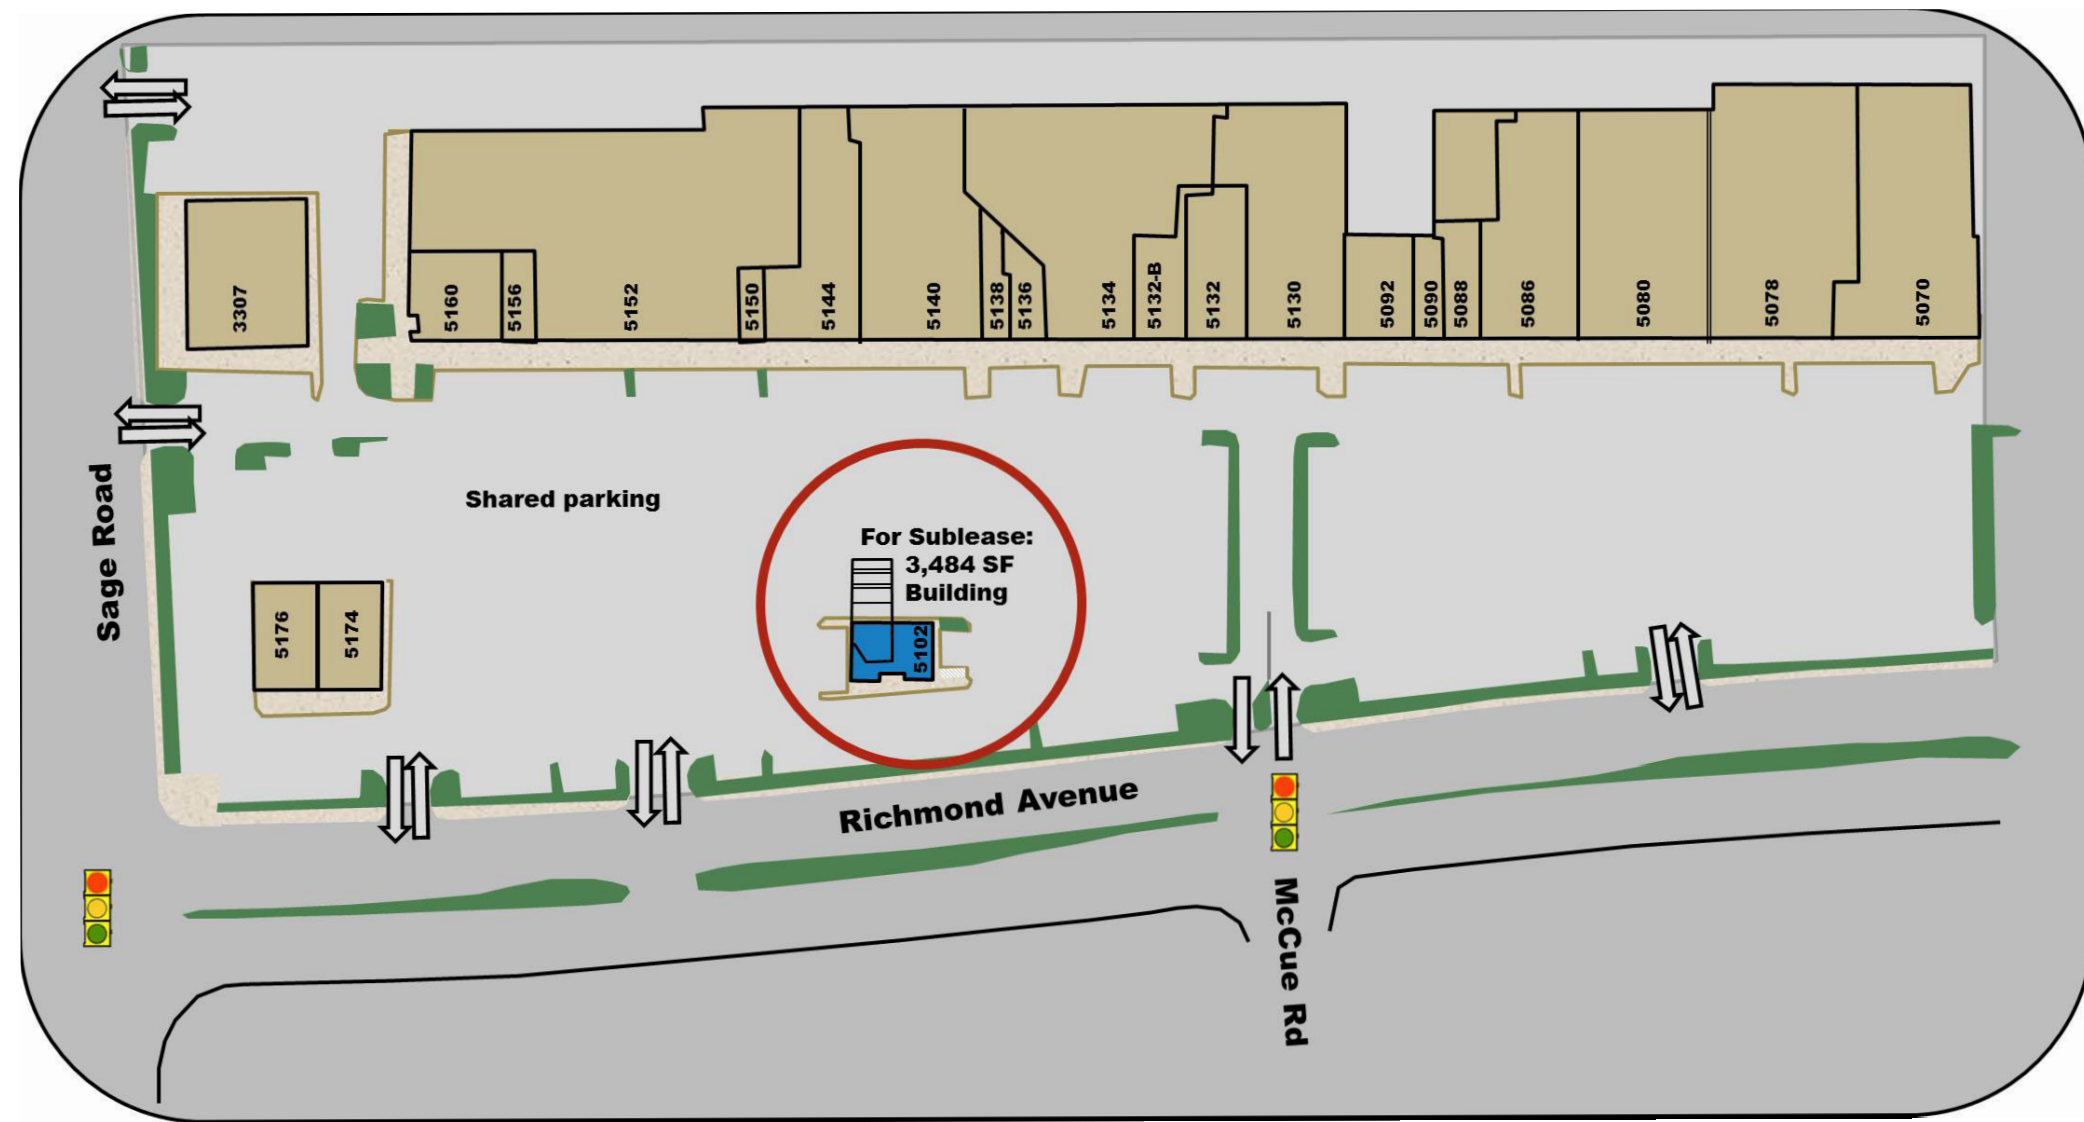 3307
5160
5156
5152
5150
5144
5140
5138
5136
5134
5132-B
5132
5130
5092
5090
5088
5086
5080
5078
5070
Sage Road
Shared parking
For Sublease:
3,484 SF
Building
5102
5176
5174
Richmond Avenue
McCue Rd